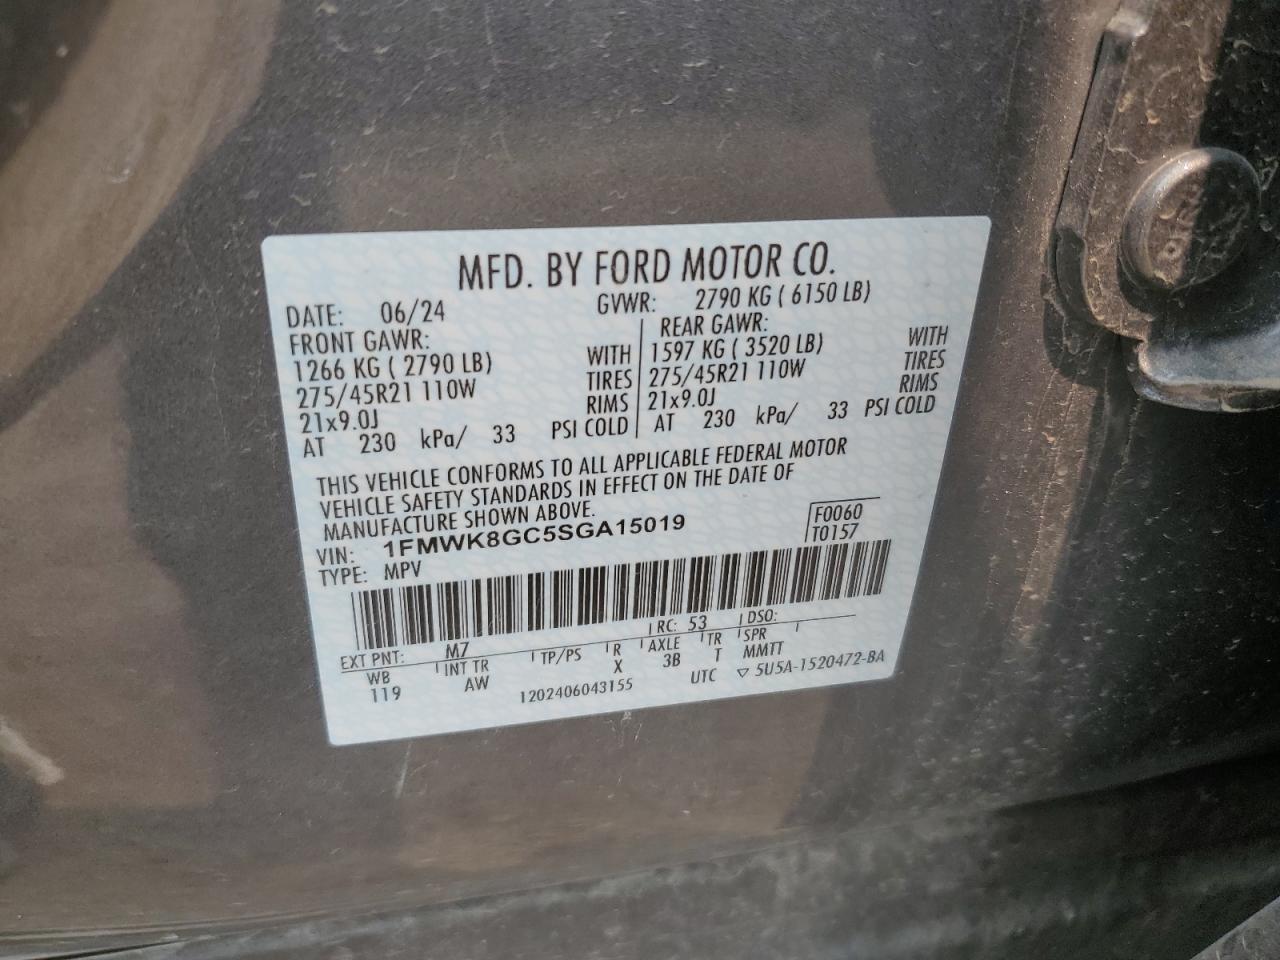 MFD. BY FORD MOTOR CO.
DATE: 06/24 GVWR: 2790 KG ( 6150 LB)
FRONT GAWR: REAR GAWR:
1266 KG ( 2790 LB) WITH 1597 KG ( 3520 LB) WITH
275/45R21 110W TIRES 275/45R21 110W TIRES
21x9.0J RIMS 21x9.0J RIMS
AT 230 kPa/ 33 PSI COLD AT 230 kPa/ 33 PSI COLD
THIS VEHICLE CONFORMS TO ALL APPLICABLE FEDERAL MOTOR
VEHICLE SAFETY STANDARDS IN EFFECT ON THE DATE OF
MANUFACTURE SHOWN ABOVE.
VIN: 1FMWK8GC5SGA15019 F0060
TYPE: MPV T0157
EXT PNT: M7 RC: 53 DSO:
WB INT TR TP/PS R AXLE TR SPR
119 AW X 3B T MMTT
1202406043155 UTC ▽ 5U5A-1520472-BA